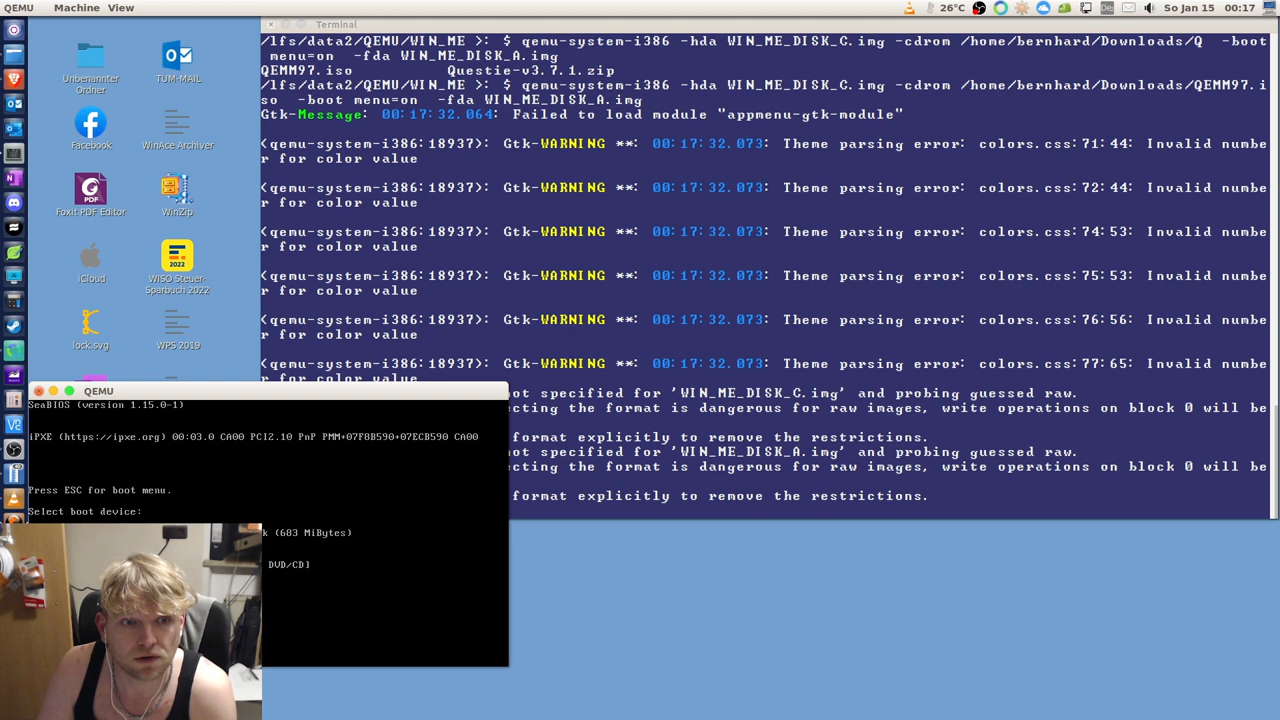 QEMU Machine View 26°C De So Jan 15 00:17
Terminal
/lfs/data2/QEMU/WIN_ME >: $ qemu-system-i386 -hda WIN_ME_DISK_C.img -cdrom /home/bernhard/Downloads/Q  -boot
menu=on -fda WIN_ME_DISK_A.img
QEMM97.iso Questie-v3.7.1.zip
/lfs/data2/QEMU/WIN_ME >: $ qemu-system-i386 -hda WIN_ME_DISK_C.img -cdrom /home/bernhard/Downloads/QEMM97.i
so  -boot menu=on  -fda WIN_ME_DISK_A.img
Gtk-Message: 00:17:32.064: Failed to load module "appmenu-gtk-module"
(qemu-system-i386:18937): Gtk-WARNING **: 00:17:32.073: Theme parsing error: colors.css:71:44: Invalid numbe
r for color value
(qemu-system-i386:18937): Gtk-WARNING **: 00:17:32.073: Theme parsing error: colors.css:72:44: Invalid numbe
r for color value
(qemu-system-i386:18937): Gtk-WARNING **: 00:17:32.073: Theme parsing error: colors.css:74:53: Invalid numbe
r for color value
(qemu-system-i386:18937): Gtk-WARNING **: 00:17:32.073: Theme parsing error: colors.css:75:53: Invalid numbe
r for color value
(qemu-system-i386:18937): Gtk-WARNING **: 00:17:32.073: Theme parsing error: colors.css:76:56: Invalid numbe
r for color value
(qemu-system-i386:18937): Gtk-WARNING **: 00:17:32.073: Theme parsing error: colors.css:77:65: Invalid numbe
r for color value
not specified for 'WIN_ME_DISK_C.img' and probing guessed raw.
ecting the format is dangerous for raw images, write operations on block 0 will be
format explicitly to remove the restrictions.
not specified for 'WIN_ME_DISK_A.img' and probing guessed raw.
ecting the format is dangerous for raw images, write operations on block 0 will be
format explicitly to remove the restrictions.
Unbenannter
Ordner
TUM-MAIL
Facebook
WinAce Archiver
PDF
Foxit PDF Editor
WinZip
iCloud
2022
WISO Steuer-
Sparbuch 2022
lock.svg
WPS 2019
QEMU
SeaBIOS (version 1.15.0-1)
iPXE (https://ipxe.org) 00:03.0 CA00 PCI2.10 PnP PMM+07F8B590+07ECB590 CA00
Press ESC for boot menu.
Select boot device:
k (683 MiBytes)
DVD/CD]